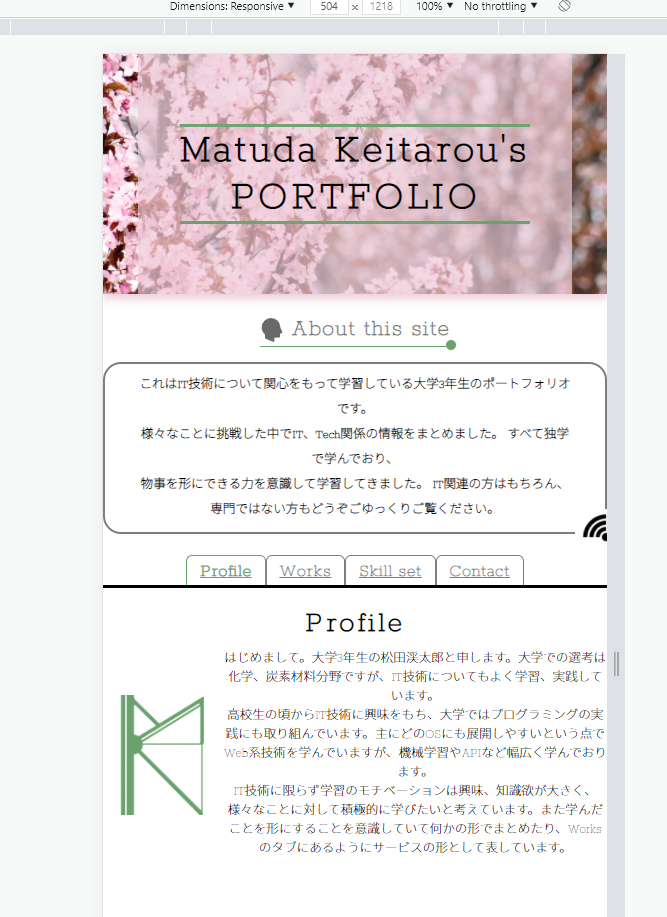 Dimensions: Responsive ▼ 504 × 1218 100% ▼ No throttling ▼
Matuda Keitarou's
PORTFOLIO
About this site
これはIT技術について関心をもって学習している大学3年生のポートフォリオ
です。
様々なことに挑戦した中でIT、Tech関係の情報をまとめました。 すべて独学
で学んでおり、
物事を形にできる力を意識して学習してきました。 IT関連の方はもちろん、
専門ではない方もどうぞごゆっくりご覧ください。
Profile Works Skill set Contact
Profile
はじめまして。大学3年生の松田渓太郎と申します。大学での選考は
化学、炭素材料分野ですが、IT技術についてもよく学習、実践して
います。
高校生の頃からIT技術に興味をもち、大学ではプログラミングの実
践にも取り組んでいます。主にどのOSにも展開しやすいという点で
Web系技術を学んでいますが、機械学習やAPIなど幅広く学んでおり
ます。
IT技術に限らず学習のモチベーションは興味、知識欲が大きく、
様々なことに対して積極的に学びたいと考えています。また学んだ
ことを形にすることを意識していて何かの形でまとめたり、Works
のタブにあるようにサービスの形として表しています。